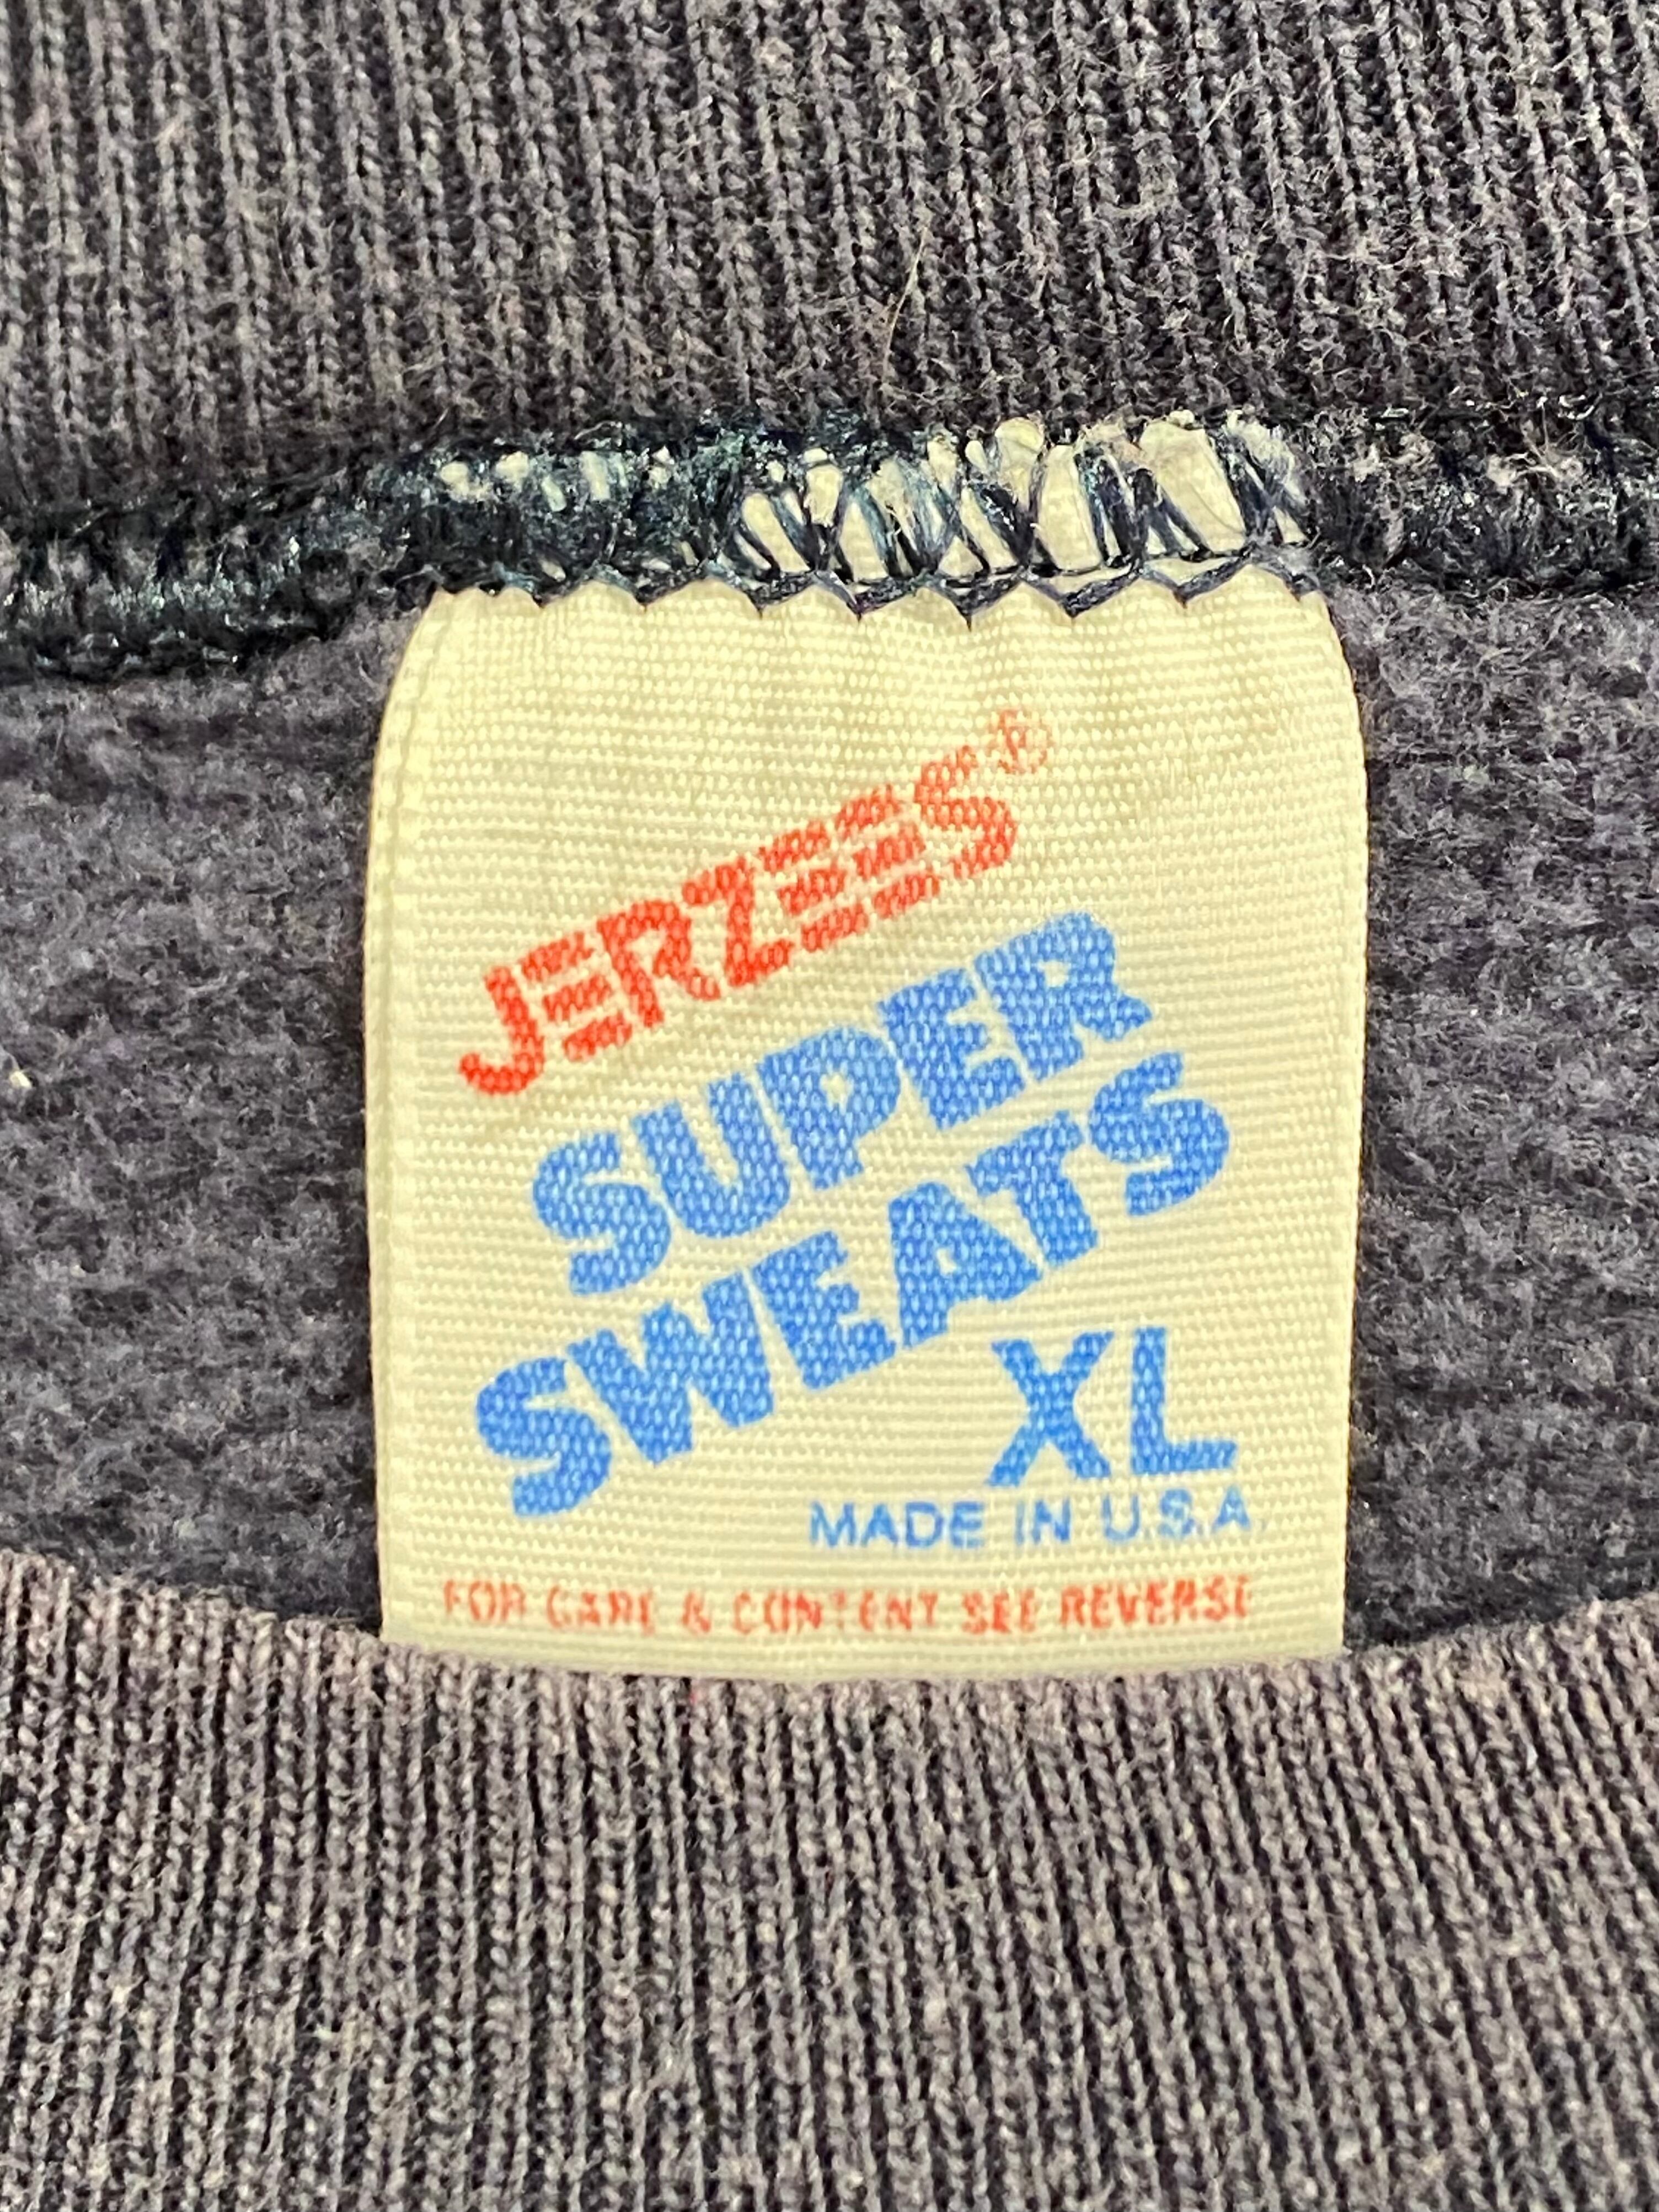 JERZEES®
SUPER
SWEATS
XL
MADE IN U.S.A.
FOR CARE & CONTENT SEE REVERSE